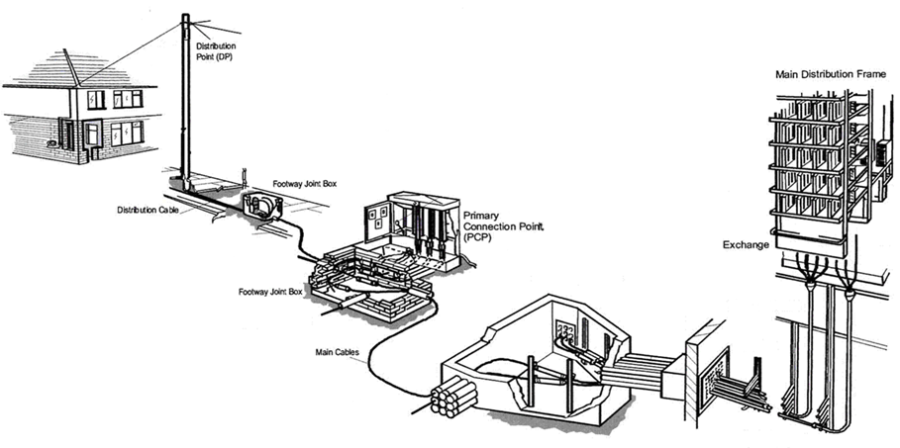 Distribution
Point (DP)
Main Distribution Frame
Footway Joint Box
Distribution Cable
Primary
Connection Point,
(PCP)
Exchange
Footway Joint Box
Main Cables